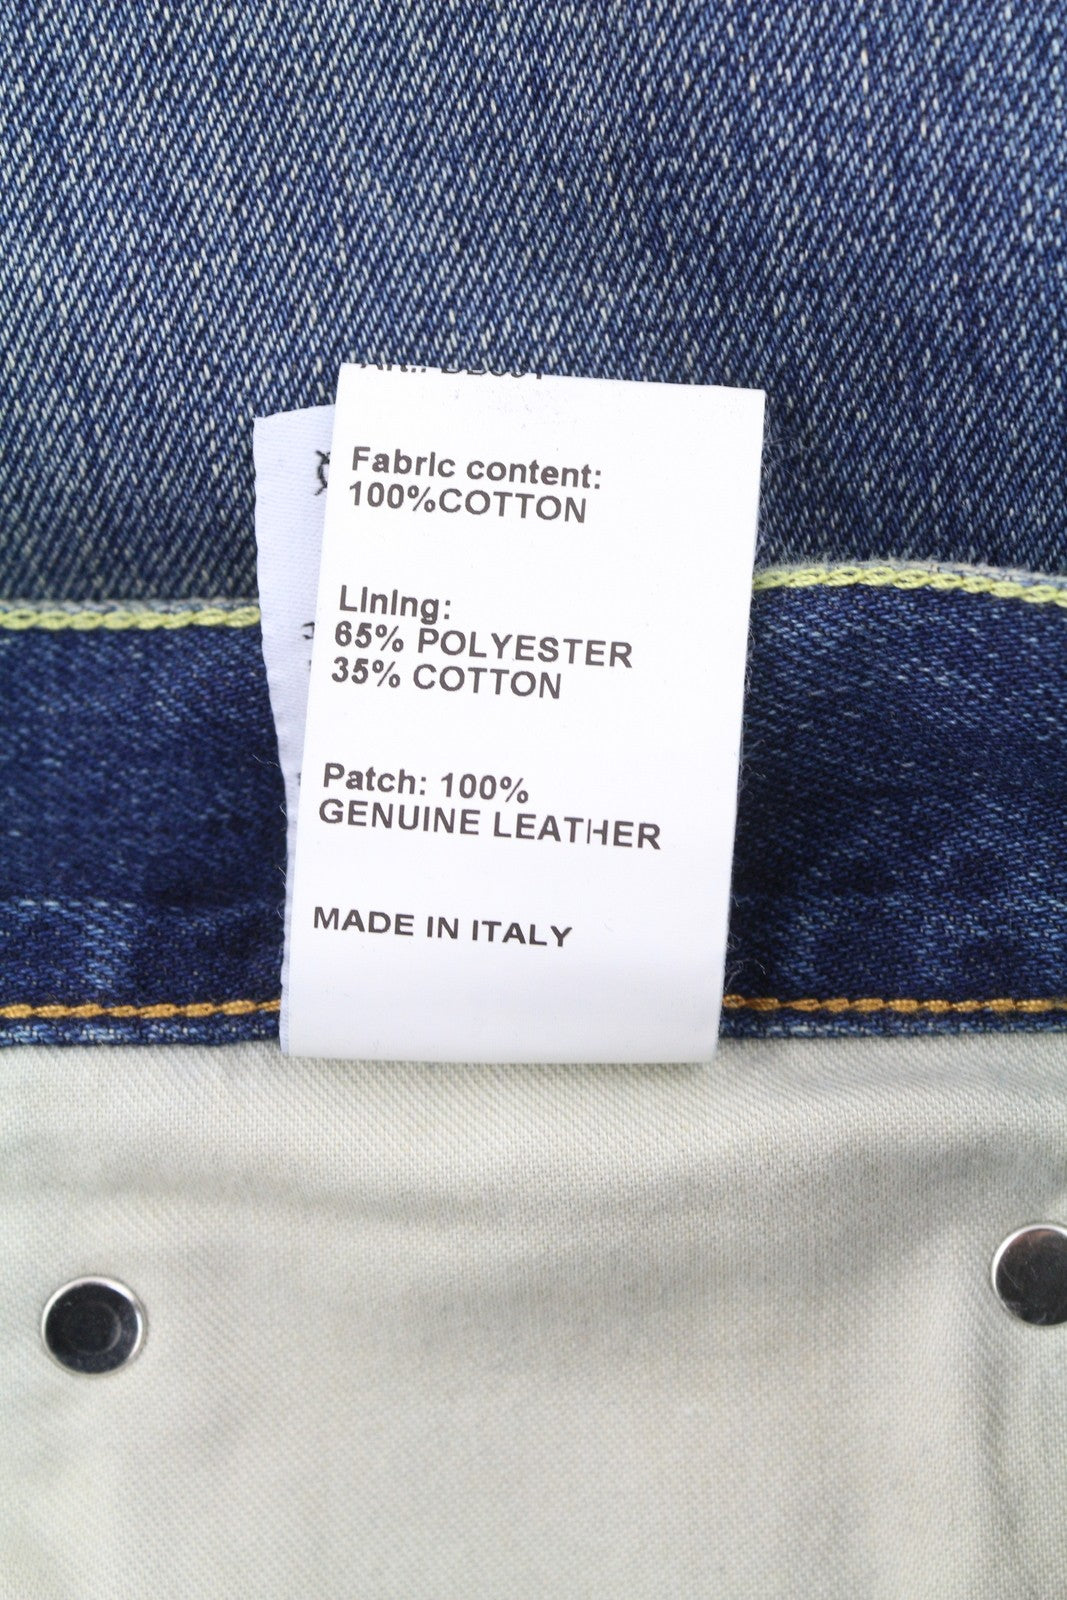 Fabric content:
100%COTTON
Lining:
65% POLYESTER
35% COTTON
Patch: 100%
GENUINE LEATHER
MADE IN ITALY